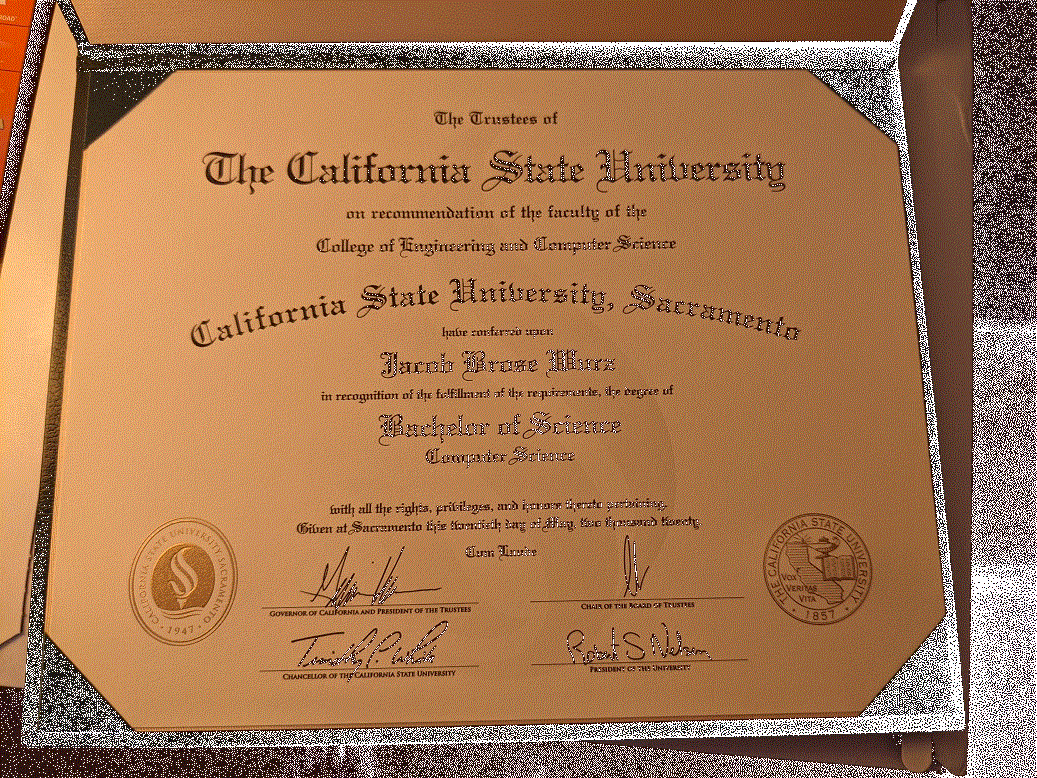 The Trustees of
The California State University
on recommendation of the faculty of the
College of Engineering and Computer Science
California State University, Sacramento
have conferred upon
Jacob Brose Wurz
in recognition of the fulfillment of the requirements, the degree of
Bachelor of Science
Computer Science
with all the rights, privileges, and honors thereto pertaining.
Given at Sacramento this twentieth day of May, two thousand twenty
Cum Laude
CALIFORNIA STATE UNIVERSITY, SACRAMENTO
• 1947 •
THE CALIFORNIA STATE UNIVERSITY
VOX
VERITAS
VITA
• 1857 •
GOVERNOR OF CALIFORNIA AND PRESIDENT OF THE TRUSTEES
CHAIR OF THE BOARD OF TRUSTEES
Robert S. Nelsen
CHANCELLOR OF THE CALIFORNIA STATE UNIVERSITY
PRESIDENT OF THE UNIVERSITY